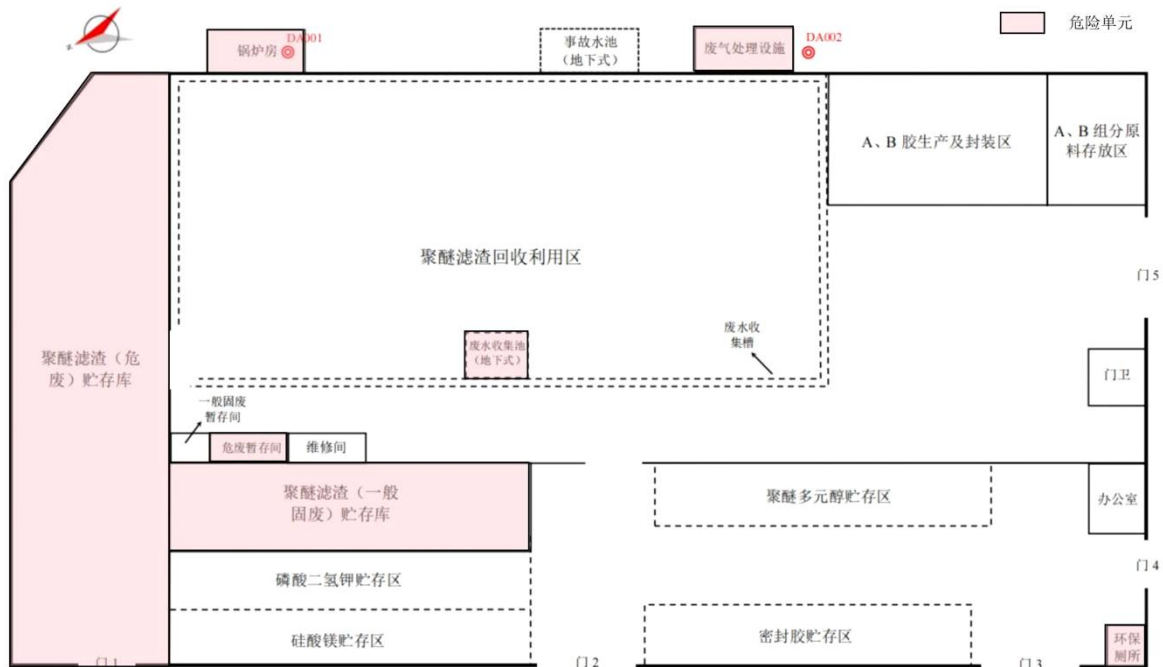 危险单元
DA001
锅炉房
事故水池
（地下式）
废气处理设施
DA002
A、B 胶生产及封装区
A、B 组分原
料存放区
聚醚滤渣回收利用区
门 5
废水收
集槽
废水收集池
（地下式）
聚醚滤渣（危
废）贮存库
门卫
一般固废
暂存间
危废暂存间
维修间
聚醚滤渣（一般
固废）贮存库
聚醚多元醇贮存区
办公室
门 4
磷酸二氢钾贮存区
硅酸镁贮存区
密封胶贮存区
环保
厕所
门 1
门 2
门 3